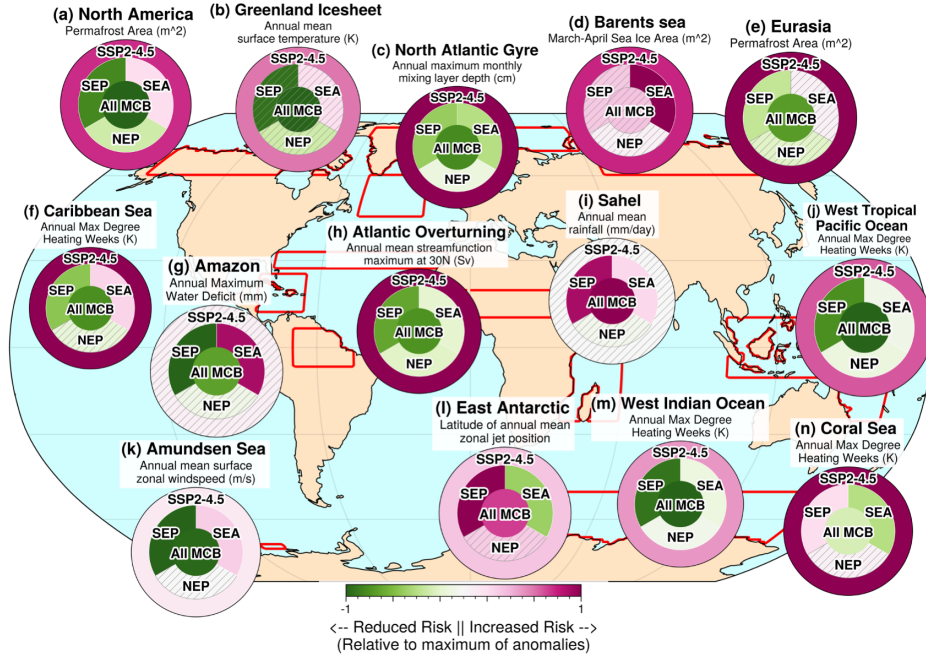 (a) North America
Permafrost Area (m^2)
SSP2-4.5
SEP
SEA
All MCB
NEP
(b) Greenland Icesheet
Annual mean
surface temperature (K)
SSP2-4.5
SEP
SEA
All MCB
NEP
(c) North Atlantic Gyre
Annual maximum monthly
mixing layer depth (cm)
SSP2-4.5
SEP
SEA
All MCB
NEP
(d) Barents sea
March-April Sea Ice Area (m^2)
SSP2-4.5
SEP
SEA
All MCB
NEP
(e) Eurasia
Permafrost Area (m^2)
SSP2-4.5
SEP
SEA
All MCB
NEP
(f) Caribbean Sea
Annual Max Degree
Heating Weeks (K)
SSP2-4.5
SEP
SEA
All MCB
NEP
(g) Amazon
Annual Maximum
Water Deficit (mm)
SSP2-4.5
SEP
SEA
All MCB
NEP
(h) Atlantic Overturning
Annual mean streamfunction
maximum at 30N (Sv)
SSP2-4.5
SEP
SEA
All MCB
NEP
(i) Sahel
Annual mean
rainfall (mm/day)
SSP2-4.5
SEP
SEA
All MCB
NEP
(j) West Tropical
Pacific Ocean
Annual Max Degree
Heating Weeks (K)
SSP2-4.5
SEP
SEA
All MCB
NEP
(k) Amundsen Sea
Annual mean surface
zonal windspeed (m/s)
SSP2-4.5
SEP
SEA
All MCB
NEP
(l) East Antarctic
Latitude of annual mean
zonal jet position
SSP2-4.5
SEP
SEA
All MCB
NEP
(m) West Indian Ocean
Annual Max Degree
Heating Weeks (K)
SSP2-4.5
SEP
SEA
All MCB
NEP
(n) Coral Sea
Annual Max Degree
Heating Weeks (K)
SSP2-4.5
SEP
SEA
All MCB
NEP
-1
1
<-- Reduced Risk || Increased Risk -->
(Relative to maximum of anomalies)